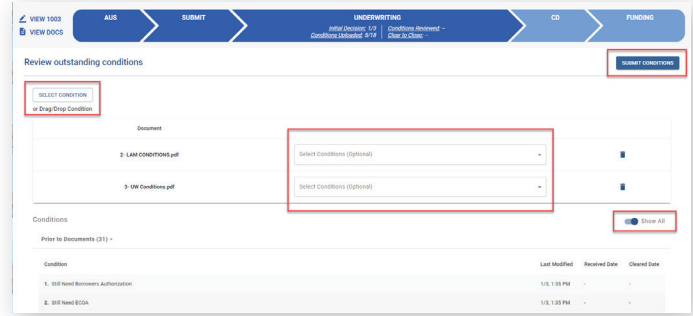 VIEW 1003
VIEW DOCS
AUS
SUBMIT
UNDERWRITING
Initial Decision: 1/3 Conditions Reviewed: --
Conditions Uploaded: 5/18 Clear to Close: --
CD
FUNDING
Review outstanding conditions
SUBMIT CONDITIONS
SELECT CONDITION
or Drag/Drop Condition
Document
2- LAM CONDITIONS.pdf Select Conditions (Optional)
3- UW Conditions.pdf Select Conditions (Optional)
Conditions
Show All
Prior to Documents (31)
Condition Last Modified Received Date Cleared Date
1. Still Need Borrowers Authorization 1/3, 1:35 PM - -
2. Still Need ECOA 1/3, 1:35 PM - -